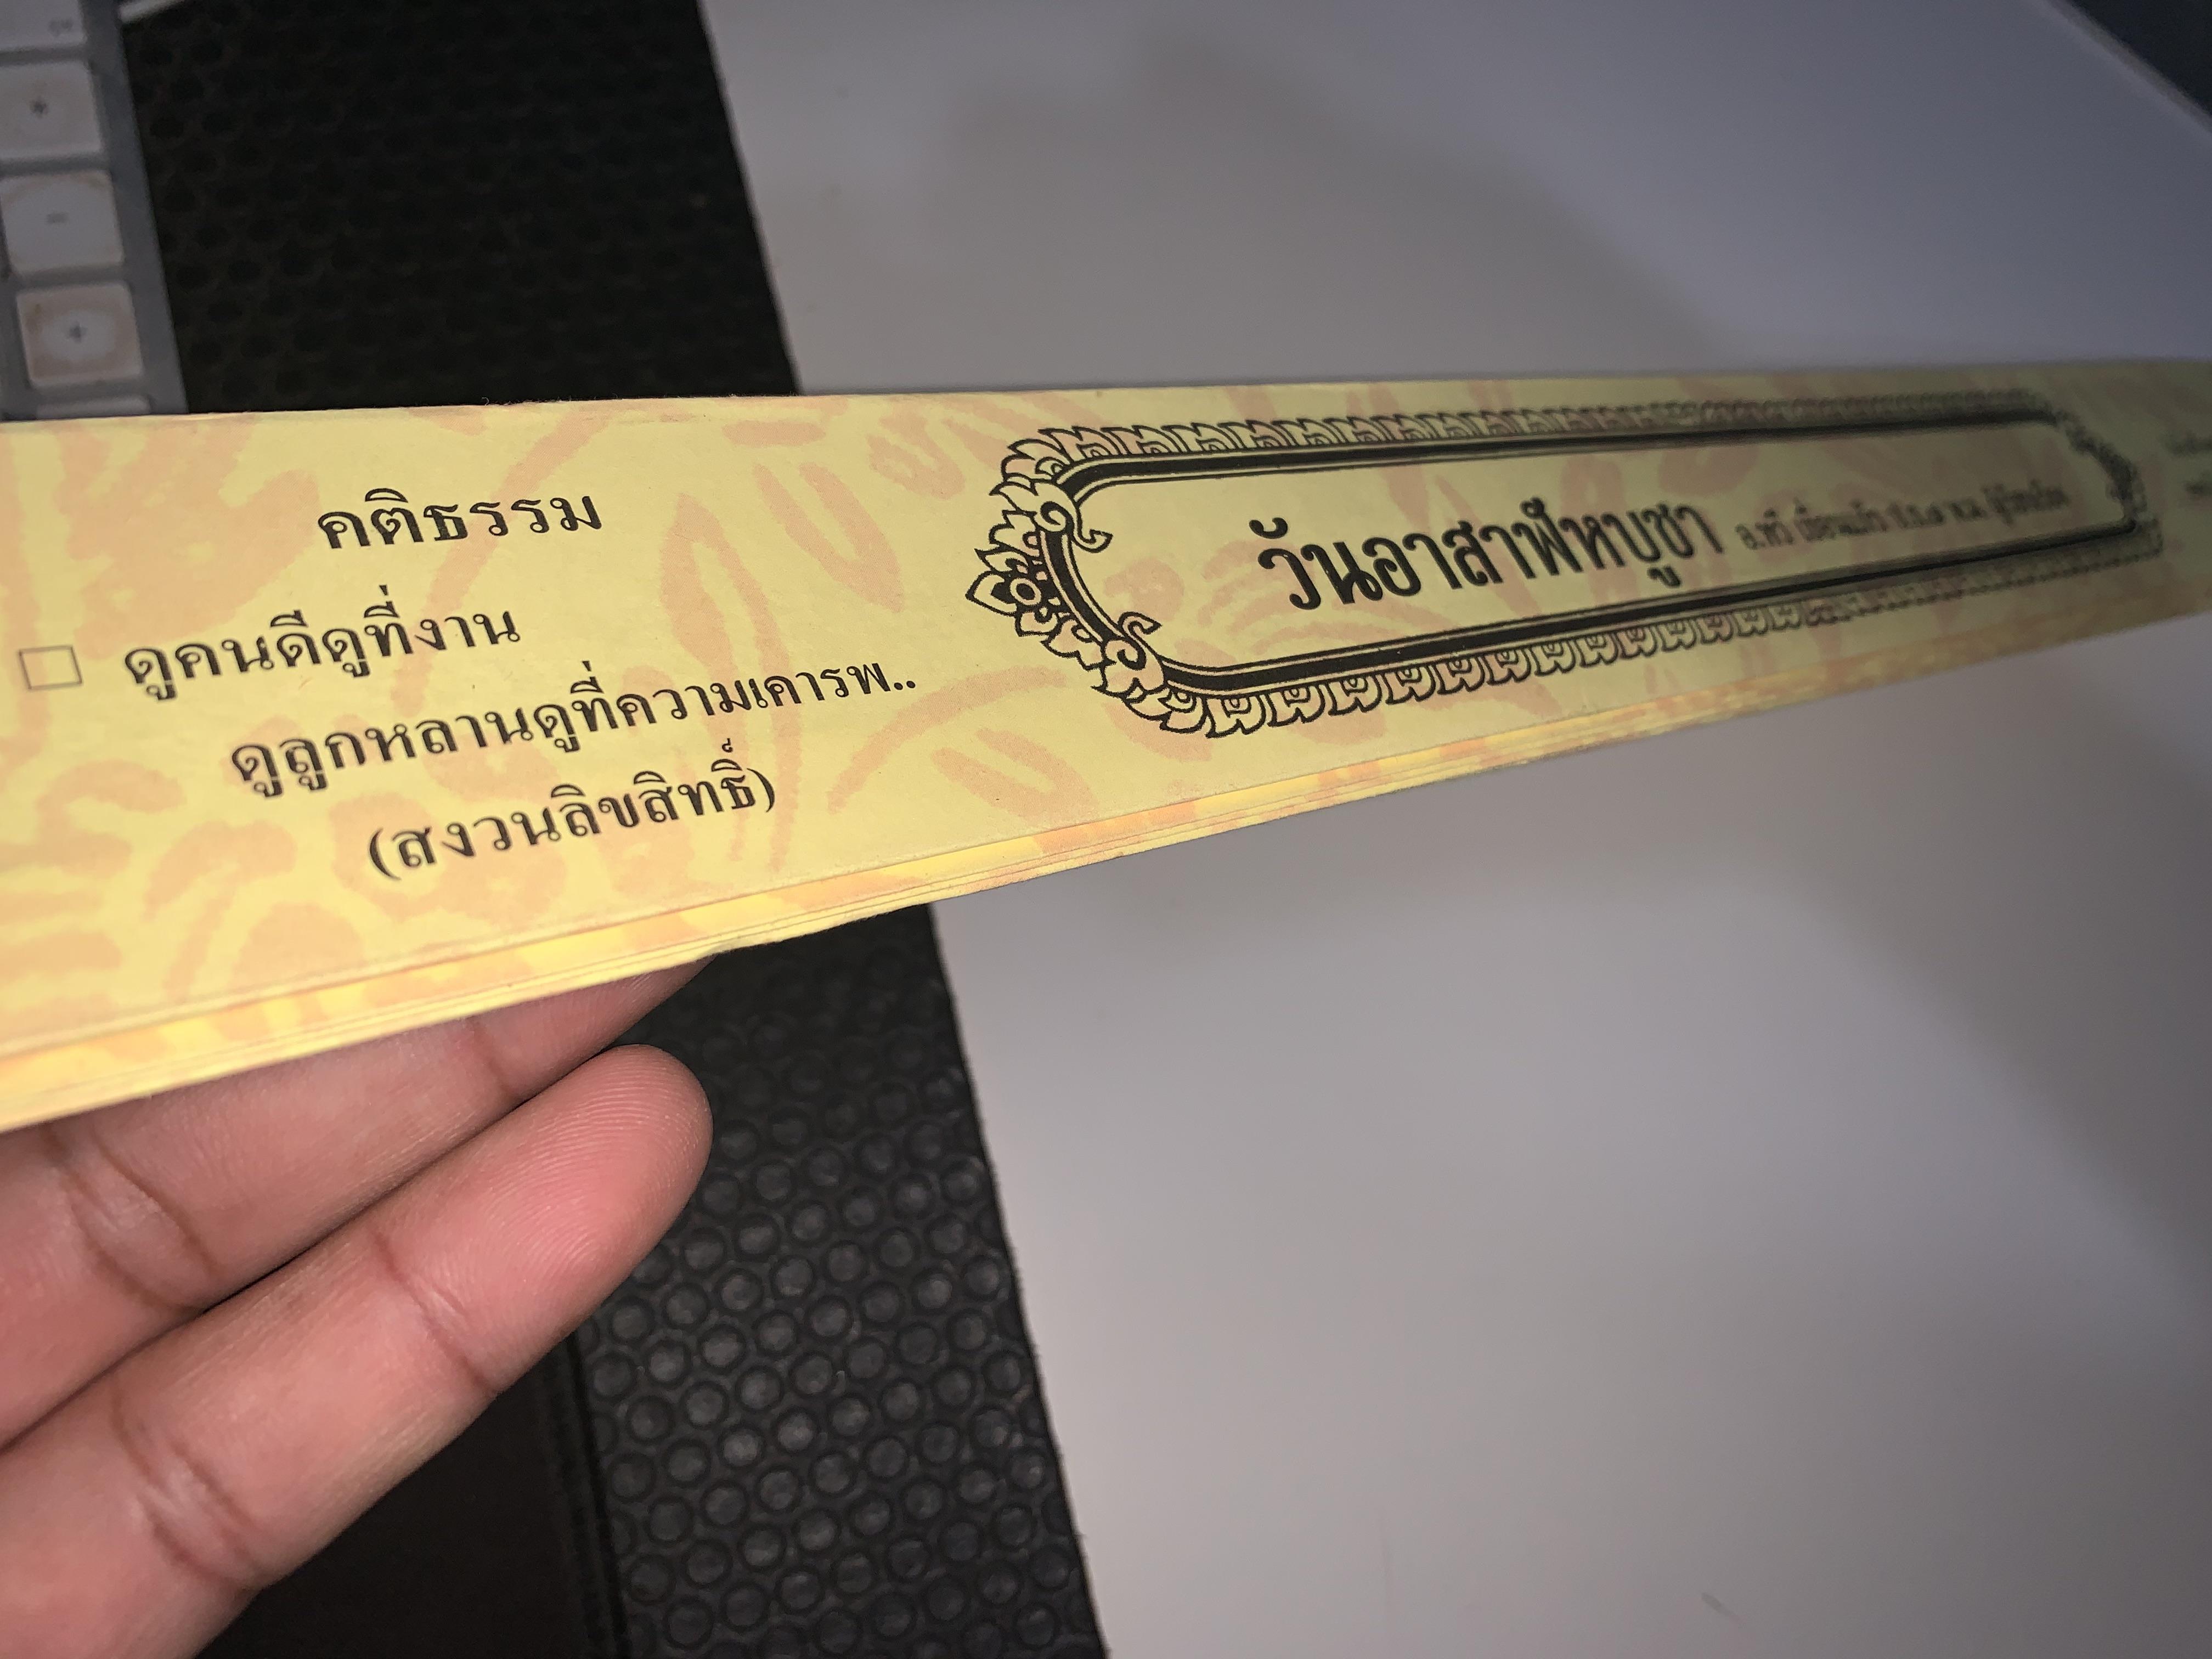 คติธรรม
ดูคนดีดูที่งาน
ดูลูกหลานดูที่ความเคารพ..
(สงวนลิขสิทธิ์)
วันอาสาฬหบูชา
*
-
+